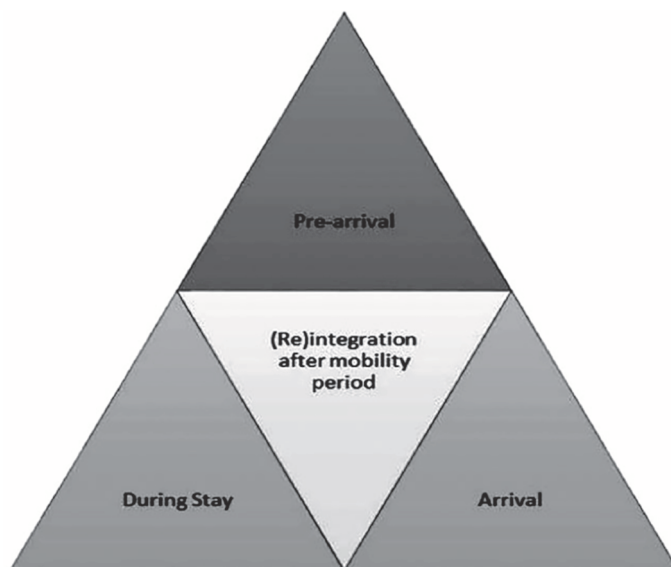 Pre-arrival
(Re)integration
after mobility
period
During Stay
Arrival